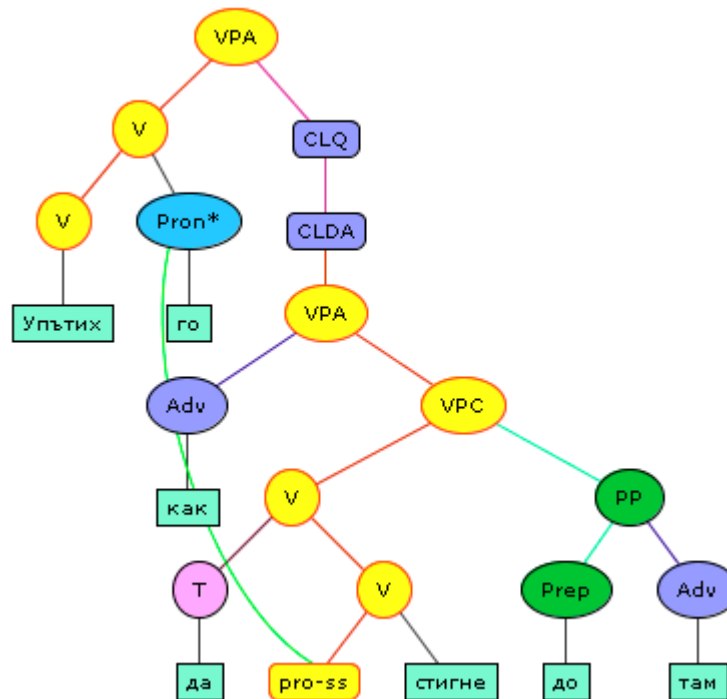 VPA
V
CLQ
V Pron* CLDA
Упътих го VPA
Adv VPC
как V PP
T V Prep Adv
да pro-ss стигне до там